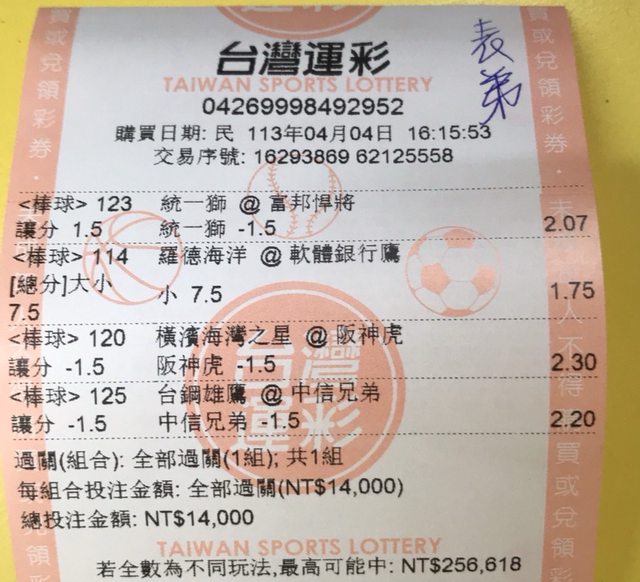 台灣運彩
TAIWAN SPORTS LOTTERY
表弟
04269998492952
購買日期: 民 113年04月04日 16:15:53
交易序號: 16293869 62125558
<棒球> 123 統一獅 @ 富邦悍將
讓分 1.5 統一獅 -1.5 2.07
<棒球> 114 羅德海洋 @ 軟體銀行鷹
[總分]大小 小 7.5 1.75
7.5
<棒球> 120 橫濱海灣之星 @ 阪神虎
讓分 -1.5 阪神虎 -1.5 2.30
<棒球> 125 台鋼雄鷹 @ 中信兄弟
讓分 -1.5 中信兄弟 -1.5 2.20
過關(組合): 全部過關(1組); 共1組
每組合投注金額: 全部過關(NT$14,000)
總投注金額: NT$14,000
TAIWAN SPORTS LOTTERY
若全數為不同玩法,最高可能中: NT$256,618
買或兌領彩券．